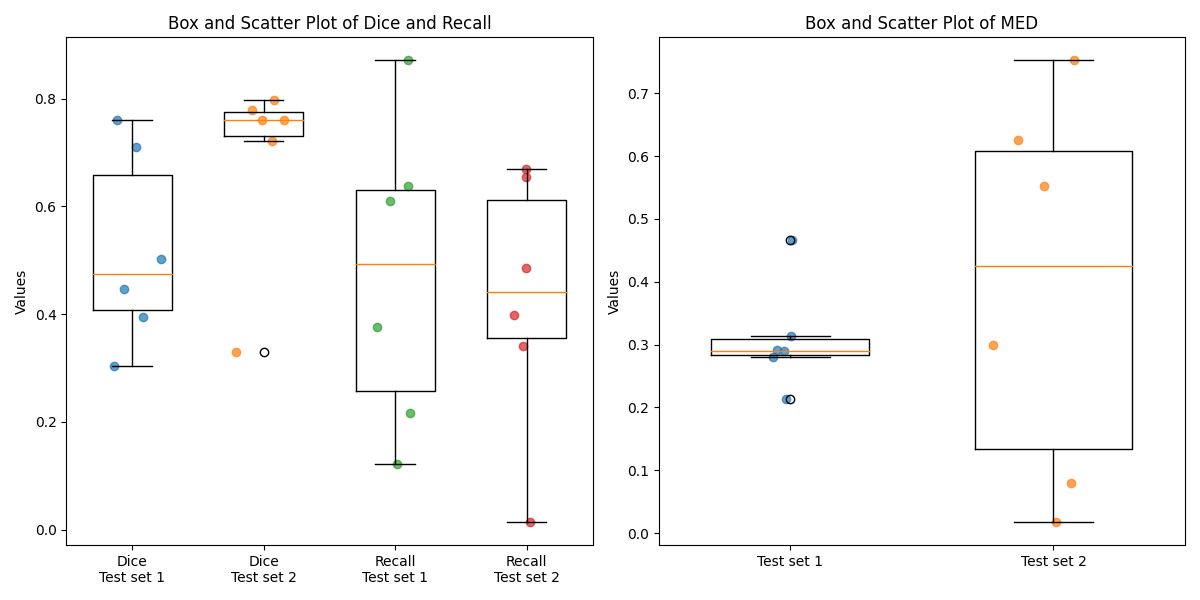 Box and Scatter Plot of Dice and Recall
Values
0.8
0.6
0.4
0.2
0.0
Dice
Test set 1
Dice
Test set 2
Recall
Test set 1
Recall
Test set 2
Box and Scatter Plot of MED
Values
0.7
0.6
0.5
0.4
0.3
0.2
0.1
0.0
Test set 1
Test set 2